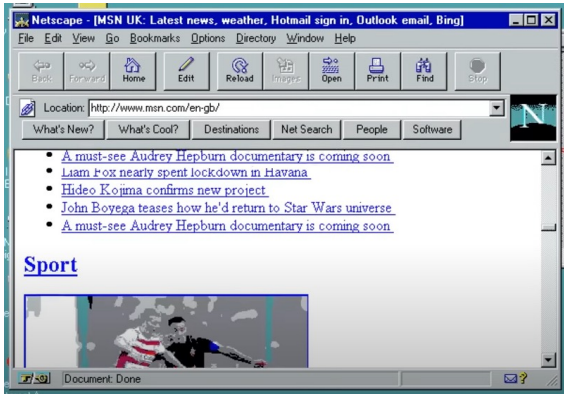 Netscape - [MSN UK: Latest news, weather, Hotmail sign in, Outlook email, Bing]
File Edit View Go Bookmarks Options Directory Window Help
Back Forward Home Edit Reload Images Open Print Find Stop
Location: http://www.msn.com/en-gb/
N
What's New? What's Cool? Destinations Net Search People Software
A must-see Audrey Hepburn documentary is coming soon
Liam Fox nearly spent lockdown in Havana
Hideo Kojima confirms new project
John Boyega teases how he'd return to Star Wars universe
A must-see Audrey Hepburn documentary is coming soon
Sport
Document: Done